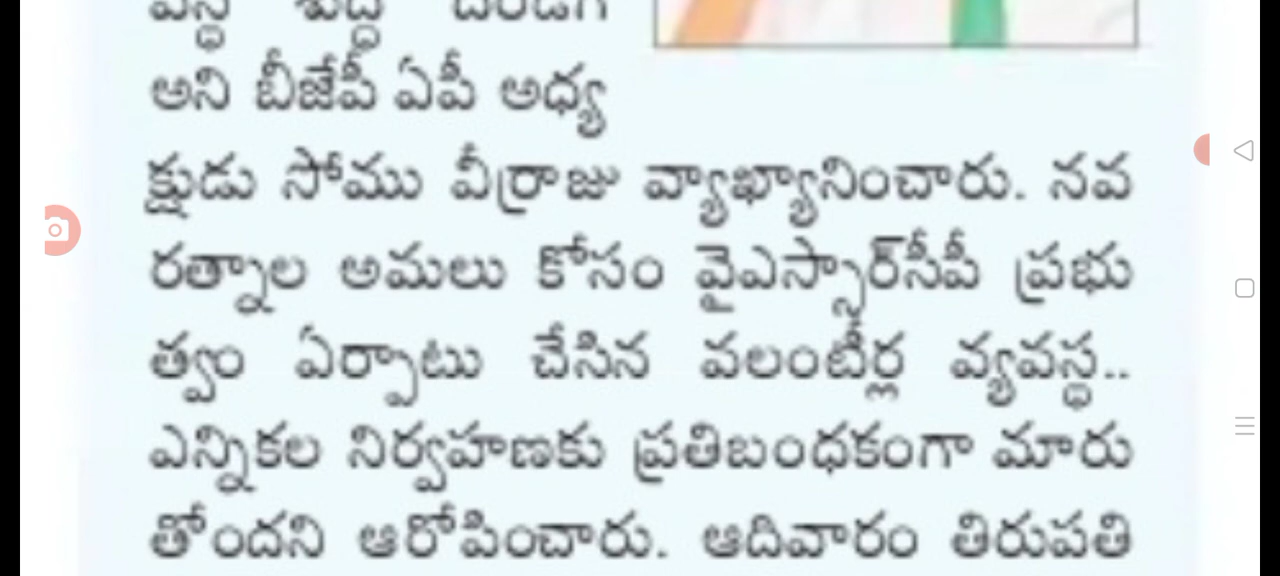 అని బీజేపీ ఏపీ అధ్య
క్షుడు సోము వీర్రాజు వ్యాఖ్యానించారు. నవ
రత్నాల అమలు కోసం వైఎస్సార్‌సీపీ ప్రభు
త్వం ఏర్పాటు చేసిన వలంటీర్ల వ్యవస్థ..
ఎన్నికల నిర్వహణకు ప్రతిబంధకంగా మారు
తోందని ఆరోపించారు. ఆదివారం తిరుపతి